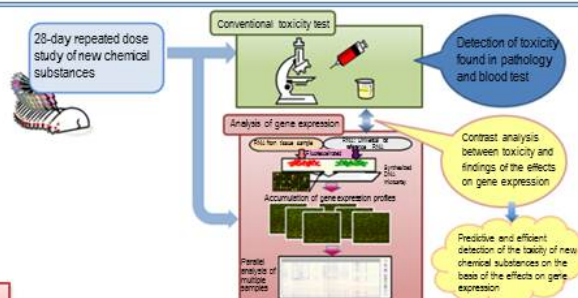 Conventional toxicity test
28-day repeated dose
study of new chemical
substances
Detection of toxicity
found in pathology
and blood test
Analysis of gene expression
RNA from tissue sample
RNA
Synthesized
DNA
microarray
Accumulation of gene expression profiles
Parallel
analysis of
multiple
samples
Contrast analysis
between toxicity and
findings of the effects
on gene expression
Predictive and efficient
detection of the toxicity of new
chemical substances on the
basis of the effects on gene
expression